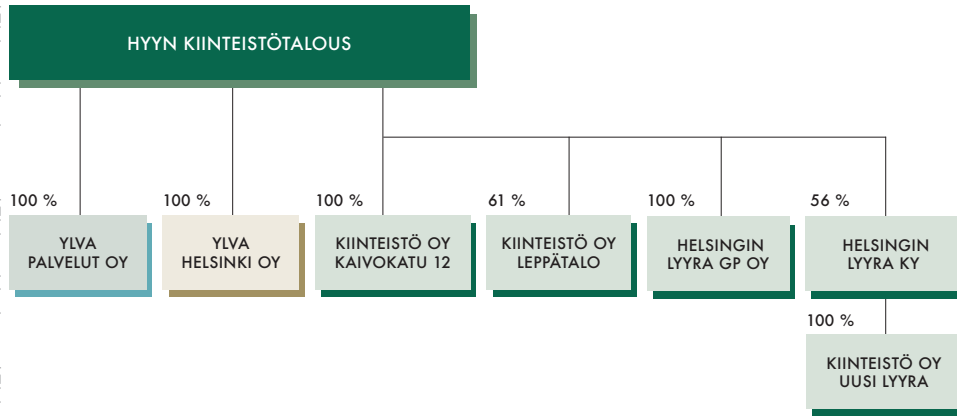 HYYN KIINTEISTÖTALOUS
100 %
100 %
100 %
61 %
100 %
56 %
YLVA
PALVELUT OY
YLVA
HELSINKI OY
KIINTEISTÖ OY
KAIVOKATU 12
KIINTEISTÖ OY
LEPPÄTALO
HELSINGIN
LYYRA GP OY
HELSINGIN
LYYRA KY
100 %
KIINTEISTÖ OY
UUSI LYYRA